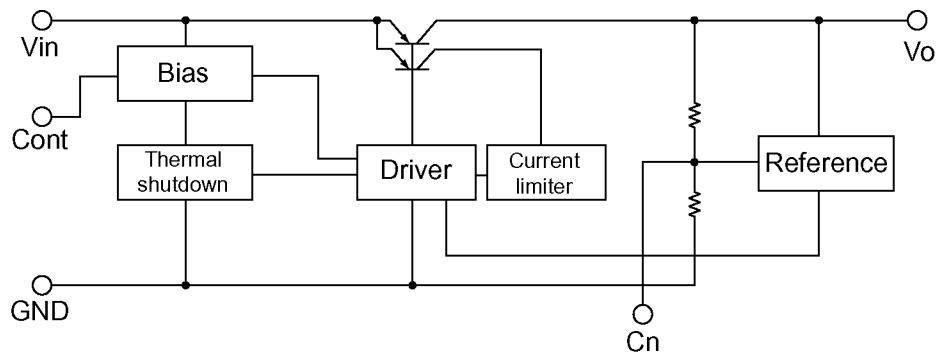 Vin
Vo
Bias
Cont
Thermal
shutdown
Driver
Current
limiter
Reference
GND
Cn